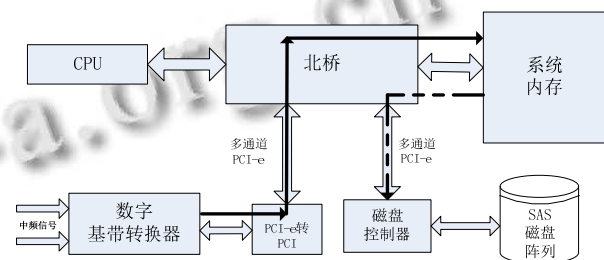 CPU
北桥
系统
内存
多通道
PCI-e
多通道
PCI-e
中频信号
数字
基带转换器
PCI-e转
PCI
磁盘
控制器
SAS
磁盘
阵列